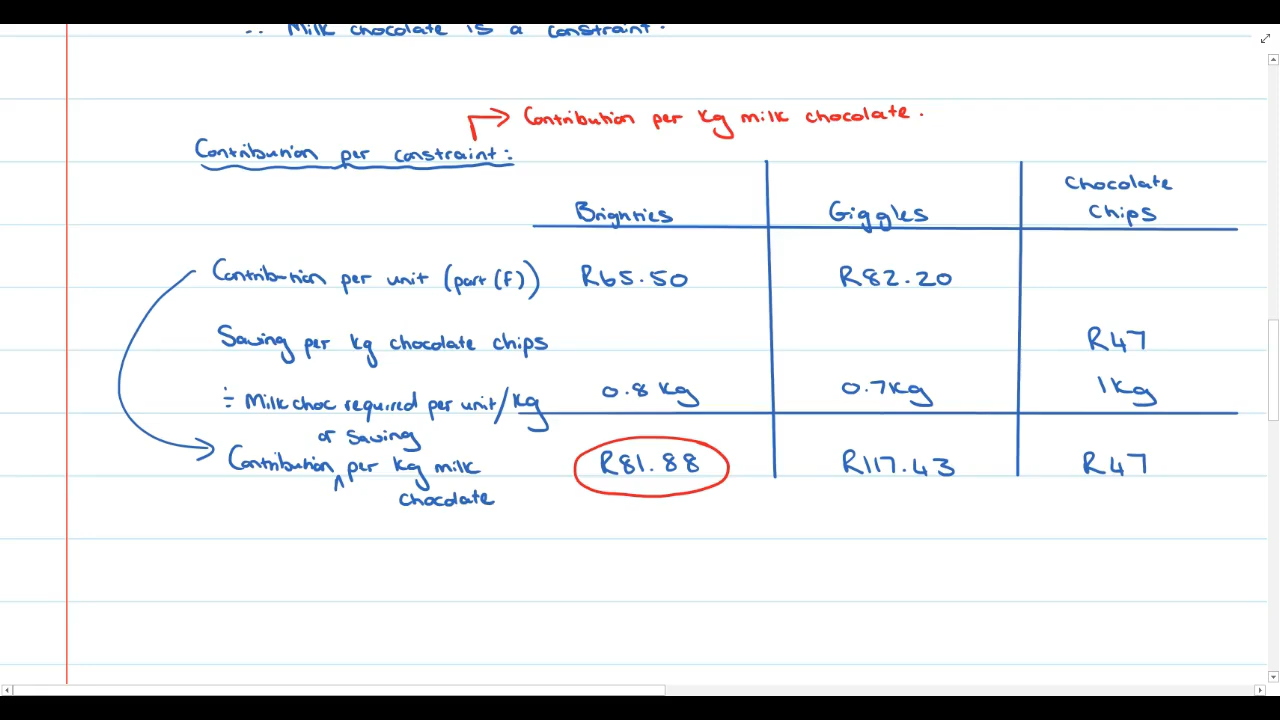 ∴ Milk chocolate is a constraint.
Contribution per kg milk chocolate.
Contribution per constraint:
Chocolate
Brighties Giggles Chips
Contribution per unit (part (F)) R65.50 R82.20
Saving per kg chocolate chips R47
÷ Milk choc required per unit/kg 0.8 kg 0.7kg 1kg
or saving
Contribution ^ per kg milk R81.88 R117.43 R47
chocolate